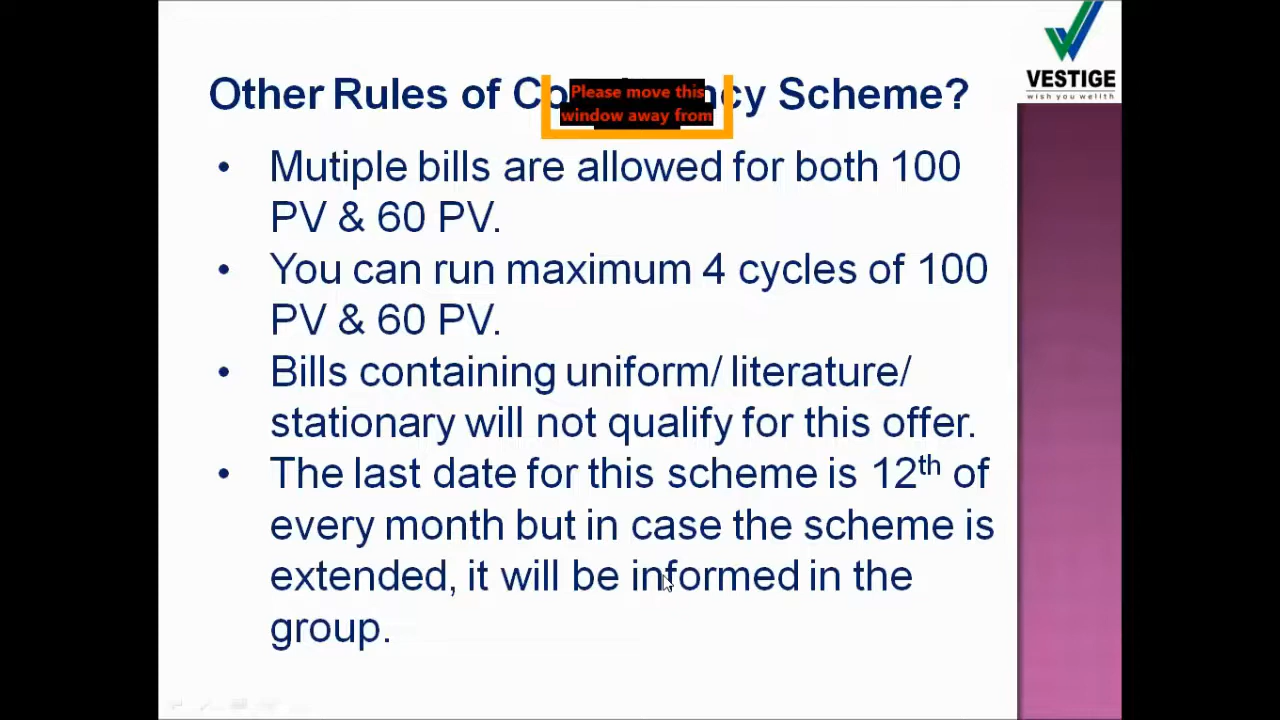 Other Rules of Co cy Scheme?
Please move this
window away from
• Mutiple bills are allowed for both 100
PV & 60 PV.
• You can run maximum 4 cycles of 100
PV & 60 PV.
• Bills containing uniform/ literature/
stationary will not qualify for this offer.
• The last date for this scheme is 12th of
every month but in case the scheme is
extended, it will be informed in the
group.
VESTIGE
wish you wellth